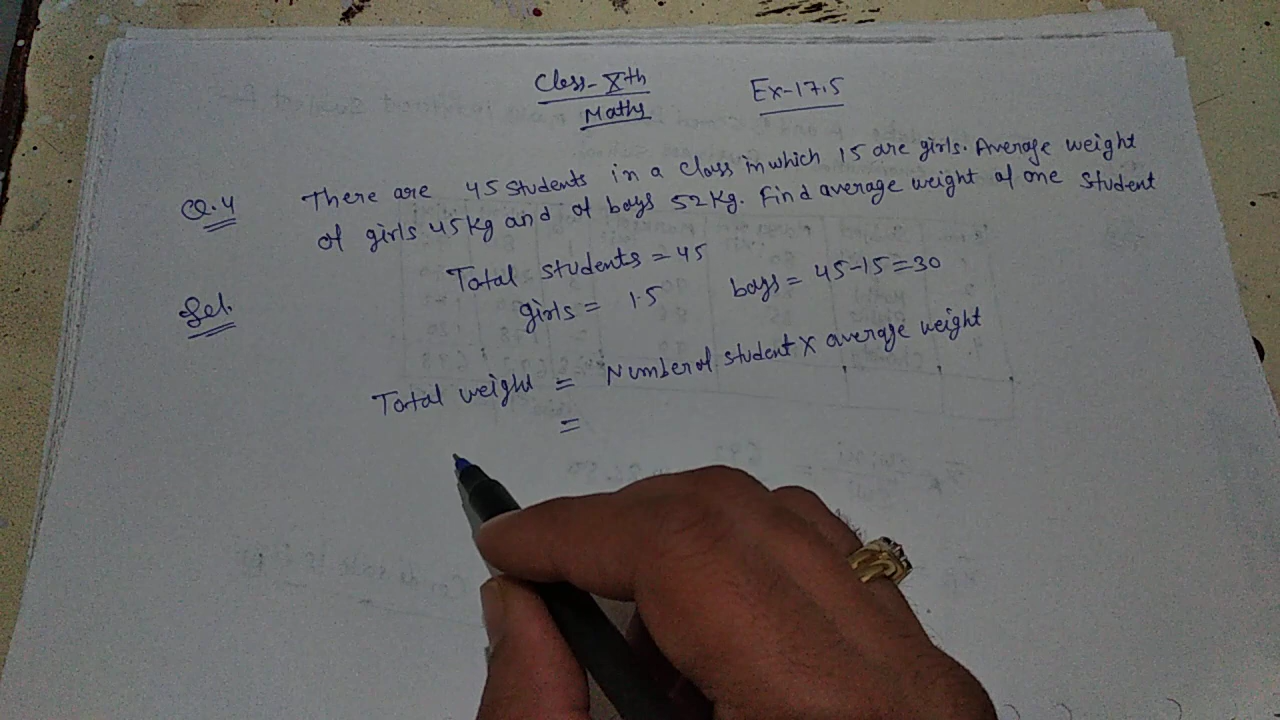 Class-Xth
Maths
Ex-17.5
Q.4 There are 45 students in a class in which 15 are girls. Average weight
of girls 45 Kg and of boys 52 Kg. Find average weight of one student
Sol. Total students = 45
girls = 15 boys = 45-15=30
Total weight = Number of student X average weight
=